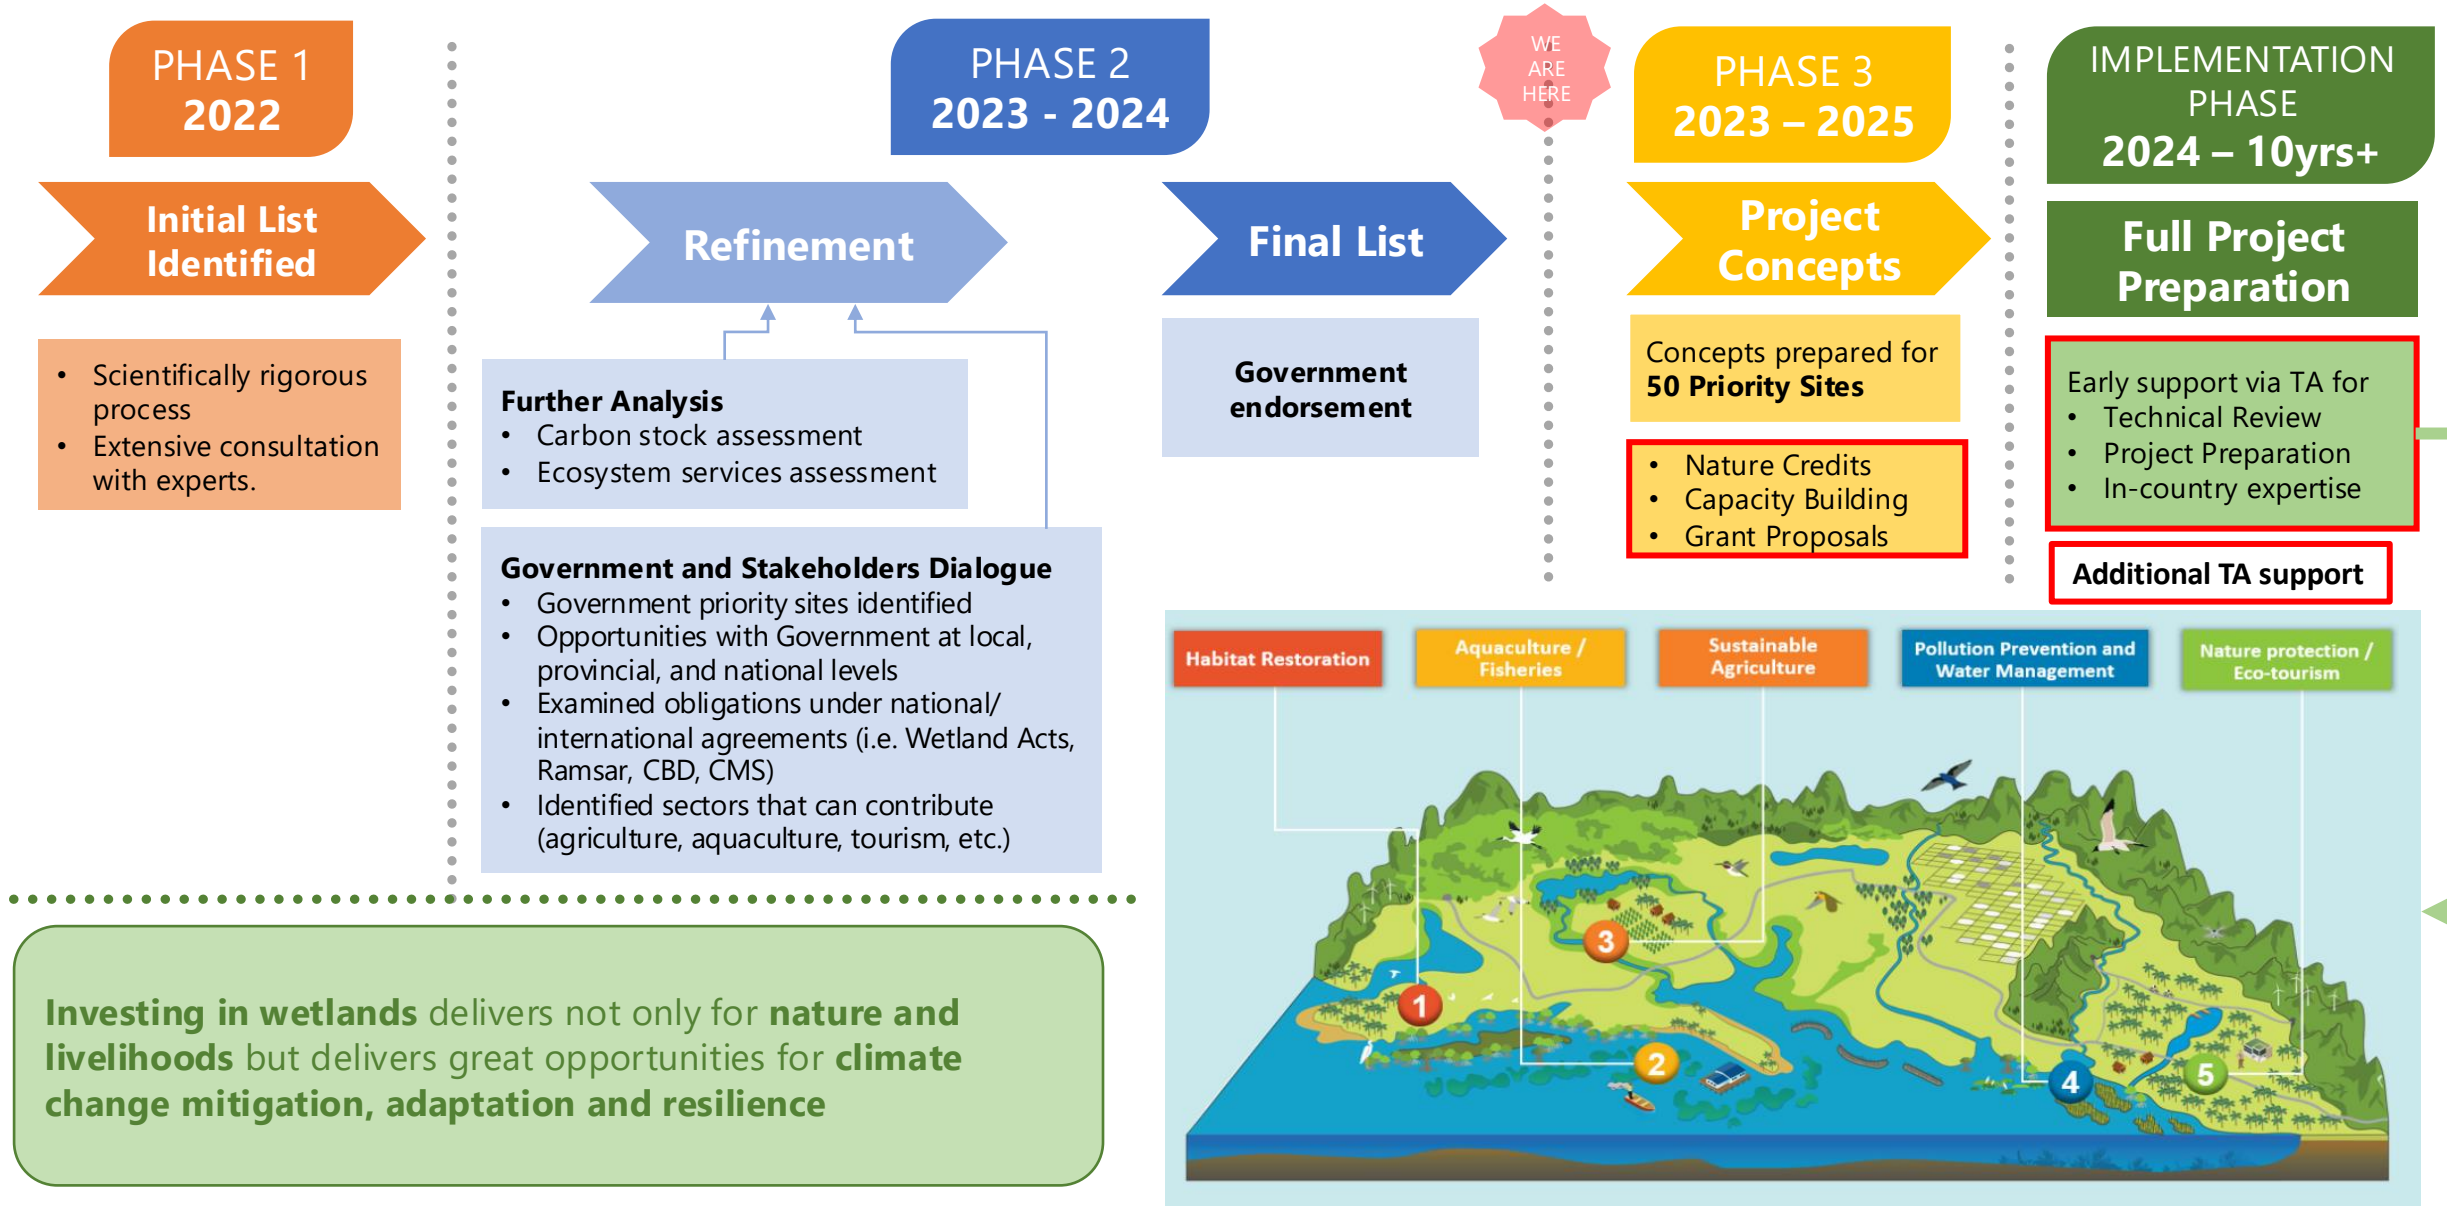 PHASE 1
2022
Initial List
Identified
• Scientifically rigorous
process
• Extensive consultation
with experts.
PHASE 2
2023 - 2024
Refinement
Further Analysis
• Carbon stock assessment
• Ecosystem services assessment
Government and Stakeholders Dialogue
• Government priority sites identified
• Opportunities with Government at local,
provincial, and national levels
• Examined obligations under national/
international agreements (i.e. Wetland Acts,
Ramsar, CBD, CMS)
• Identified sectors that can contribute
(agriculture, aquaculture, tourism, etc.)
Final List
Government
endorsement
WE
ARE
HERE
PHASE 3
2023 – 2025
Project
Concepts
Concepts prepared for
50 Priority Sites
• Nature Credits
• Capacity Building
• Grant Proposals
IMPLEMENTATION
PHASE
2024 – 10yrs+
Full Project
Preparation
Early support via TA for
• Technical Review
• Project Preparation
• In-country expertise
Additional TA support
Habitat Restoration
Aquaculture /
Fisheries
Sustainable
Agriculture
Pollution Prevention and
Water Management
Nature protection /
Eco-tourism
3
1
2
4
5
Investing in wetlands delivers not only for nature and
livelihoods but delivers great opportunities for climate
change mitigation, adaptation and resilience